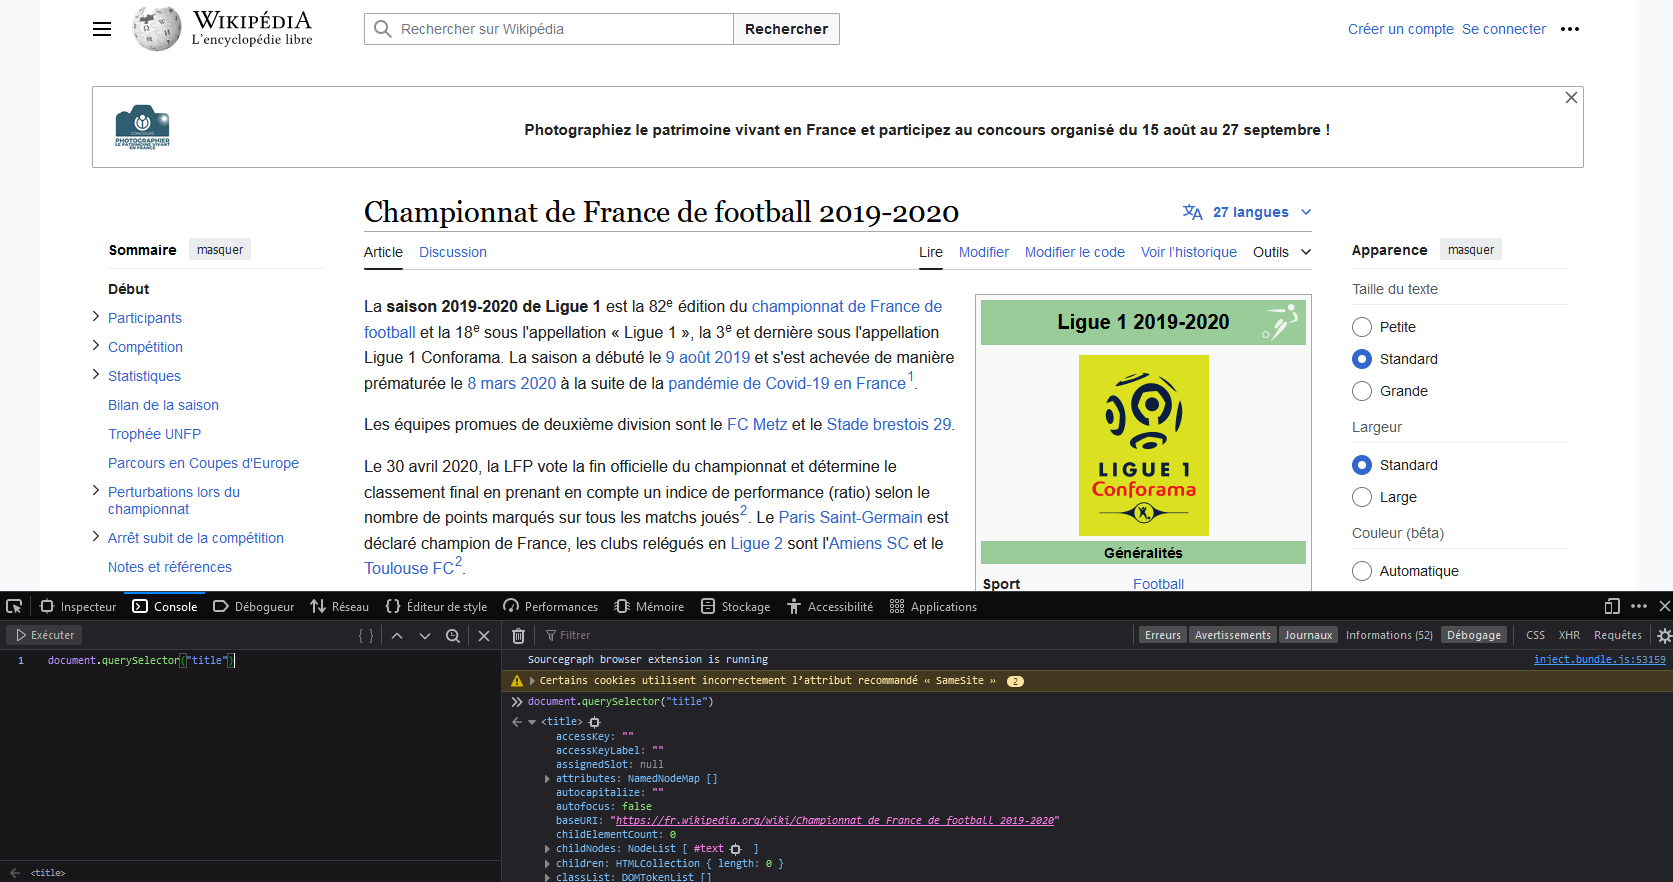 WIKIPÉDIA
L'encyclopédie libre
Rechercher sur Wikipédia
Rechercher
Créer un compte Se connecter
CONCOURS
PHOTOGRAPHIER
LE PATRIMOINE VIVANT
EN FRANCE
Photographiez le patrimoine vivant en France et participez au concours organisé du 15 août au 27 septembre !
Championnat de France de football 2019-2020
27 langues
Article Discussion
Lire Modifier Modifier le code Voir l'historique Outils
Sommaire masquer
Début
Participants
Compétition
Statistiques
Bilan de la saison
Trophée UNFP
Parcours en Coupes d'Europe
Perturbations lors du
championnat
Arrêt subit de la compétition
Notes et références
La saison 2019-2020 de Ligue 1 est la 82e édition du championnat de France de
football et la 18e sous l'appellation « Ligue 1 », la 3e et dernière sous l'appellation
Ligue 1 Conforama. La saison a débuté le 9 août 2019 et s'est achevée de manière
prématurée le 8 mars 2020 à la suite de la pandémie de Covid-19 en France1.
Les équipes promues de deuxième division sont le FC Metz et le Stade brestois 29.
Le 30 avril 2020, la LFP vote la fin officielle du championnat et détermine le
classement final en prenant en compte un indice de performance (ratio) selon le
nombre de points marqués sur tous les matchs joués2. Le Paris Saint-Germain est
déclaré champion de France, les clubs relégués en Ligue 2 sont l'Amiens SC et le
Toulouse FC2.
Ligue 1 2019-2020
LIGUE 1
Conforama
Généralités
Sport Football
Apparence masquer
Taille du texte
Petite
Standard
Grande
Largeur
Standard
Large
Couleur (bêta)
Automatique
Inspecteur Console Débogueur Réseau Éditeur de style Performances Mémoire Stockage Accessibilité Applications
Exécuter
Filtrer
Erreurs Avertissements Journaux Informations (52) Débogage CSS XHR Requêtes
1 document.querySelector("title")
<title>
Sourcegraph browser extension is running inject.bundle.js:53159
Certains cookies utilisent incorrectement l'attribut recommandé « SameSite » 2
document.querySelector("title")
<title>
accessKey: ""
accessKeyLabel: ""
assignedSlot: null
attributes: NamedNodeMap []
autocapitalize: ""
autofocus: false
baseURI: "https://fr.wikipedia.org/wiki/Championnat_de_France_de_football_2019-2020"
childElementCount: 0
childNodes: NodeList [ #text ]
children: HTMLCollection { length: 0 }
classList: DOMTokenList []